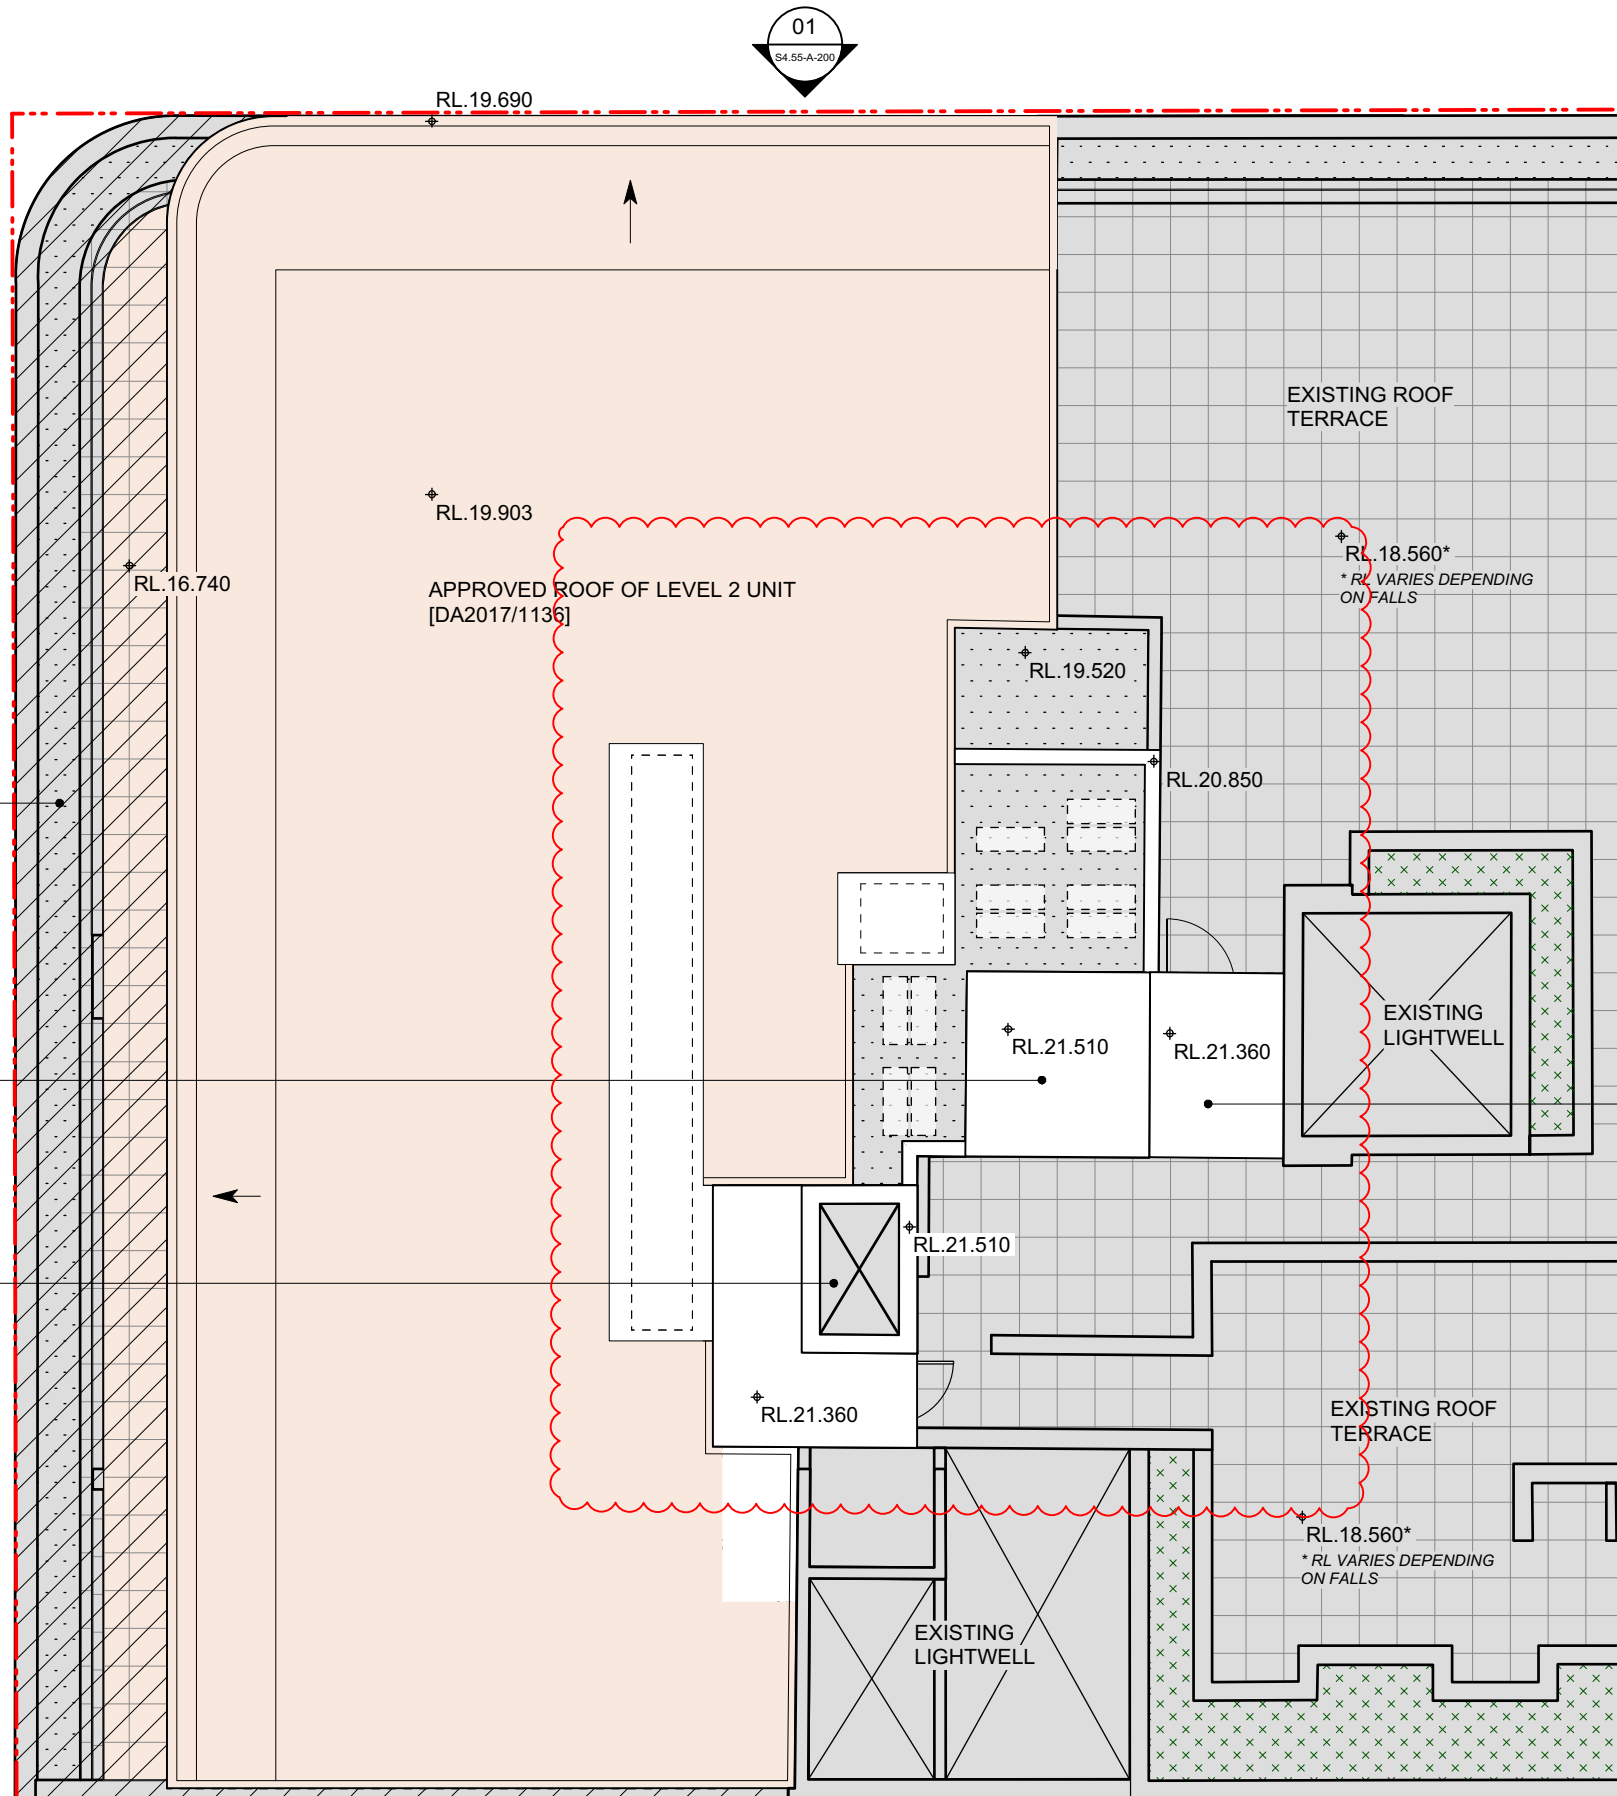 01
S4.55-A-200
RL.19.690
EXISTING ROOF
TERRACE
RL.19.903
RL.18.560*
* RL VARIES DEPENDING
ON FALLS
RL.16.740
APPROVED ROOF OF LEVEL 2 UNIT
[DA2017/1136]
RL.19.520
RL.20.850
EXISTING
LIGHTWELL
RL.21.510
RL.21.360
RL.21.510
RL.21.360
EXISTING ROOF
TERRACE
RL.18.560*
* RL VARIES DEPENDING
ON FALLS
EXISTING
LIGHTWELL